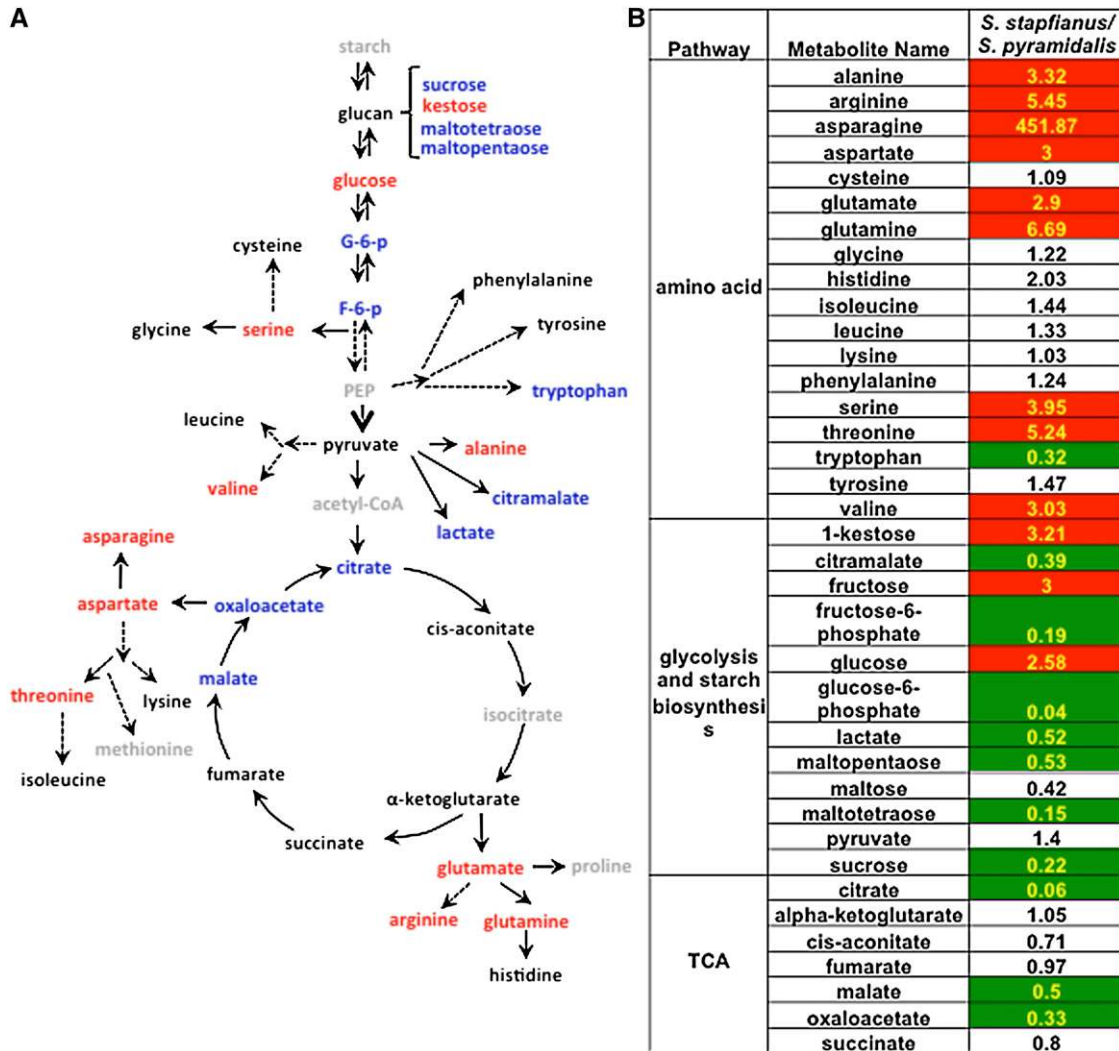 A
starch
glucan
sucrose
kestose
maltotetraose
maltopentaose
glucose
G-6-p
F-6-p
cysteine
glycine
serine
phenylalanine
tyrosine
tryptophan
PEP
leucine
pyruvate
alanine
valine
citramalate
lactate
acetyl-CoA
asparagine
citrate
aspartate
oxaloacetate
cis-aconitate
threonine
lysine
malate
isocitrate
methionine
isoleucine
fumarate
α-ketoglutarate
succinate
glutamate
proline
arginine
glutamine
histidine
B
Pathway Metabolite Name S. stapfianus/
S. pyramidalis
amino acid
alanine 3.32
arginine 5.45
asparagine 451.87
aspartate 3
cysteine 1.09
glutamate 2.9
glutamine 6.69
glycine 1.22
histidine 2.03
isoleucine 1.44
leucine 1.33
lysine 1.03
phenylalanine 1.24
serine 3.95
threonine 5.24
tryptophan 0.32
tyrosine 1.47
valine 3.03
glycolysis
and starch
biosynthesi
s
1-kestose 3.21
citramalate 0.39
fructose 3
fructose-6-
phosphate 0.19
glucose 2.58
glucose-6-
phosphate 0.04
lactate 0.52
maltopentaose 0.53
maltose 0.42
maltotetraose 0.15
pyruvate 1.4
sucrose 0.22
TCA
citrate 0.06
alpha-ketoglutarate 1.05
cis-aconitate 0.71
fumarate 0.97
malate 0.5
oxaloacetate 0.33
succinate 0.8